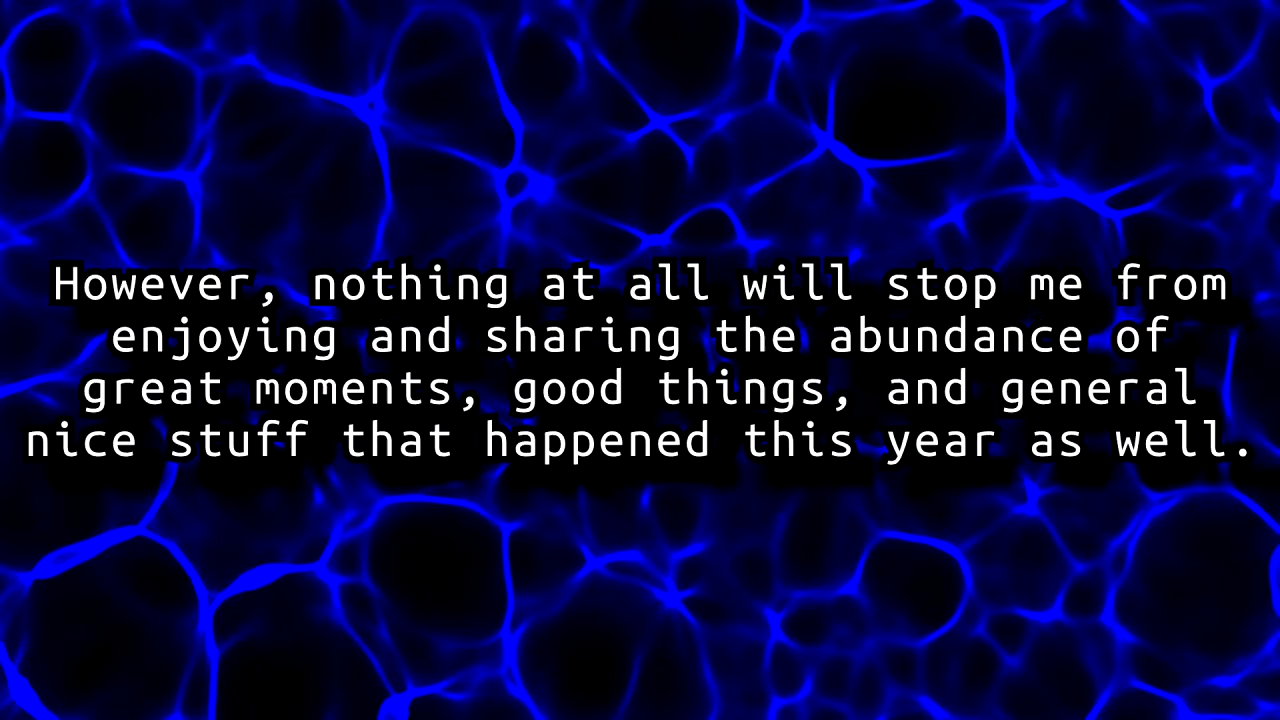 However, nothing at all will stop me from
enjoying and sharing the abundance of
great moments, good things, and general
nice stuff that happened this year as well.